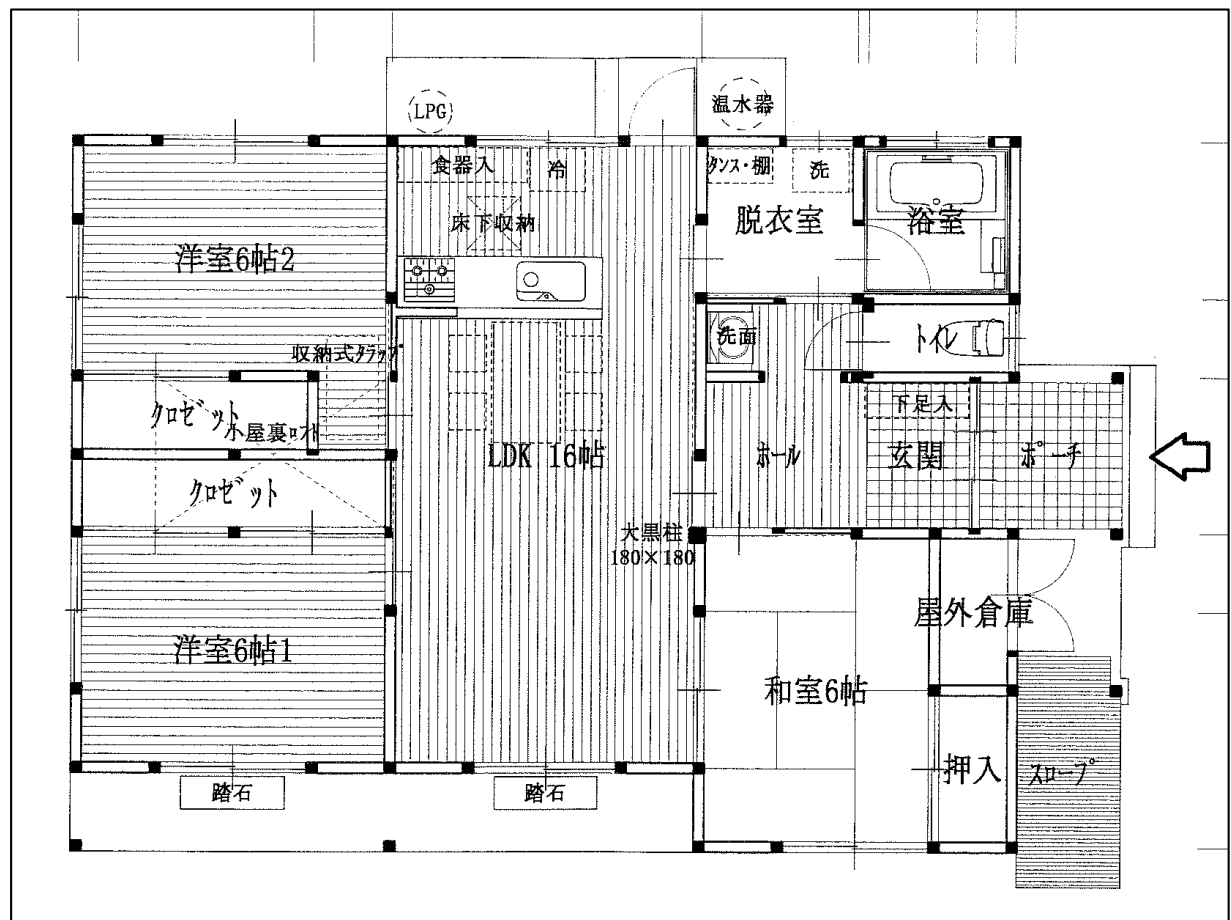 LPG
温水器
食器入
冷
タンス・棚
洗
床下収納
脱衣室
浴室
洋室6帖2
洗面
トイレ
収納式タラップ
下足入
クロゼット
小屋裏ロフト
LDK 16帖
ホール
玄関
ポーチ
クロゼット
大黒柱
180×180
屋外倉庫
洋室6帖1
和室6帖
押入
スロープ
踏石
踏石